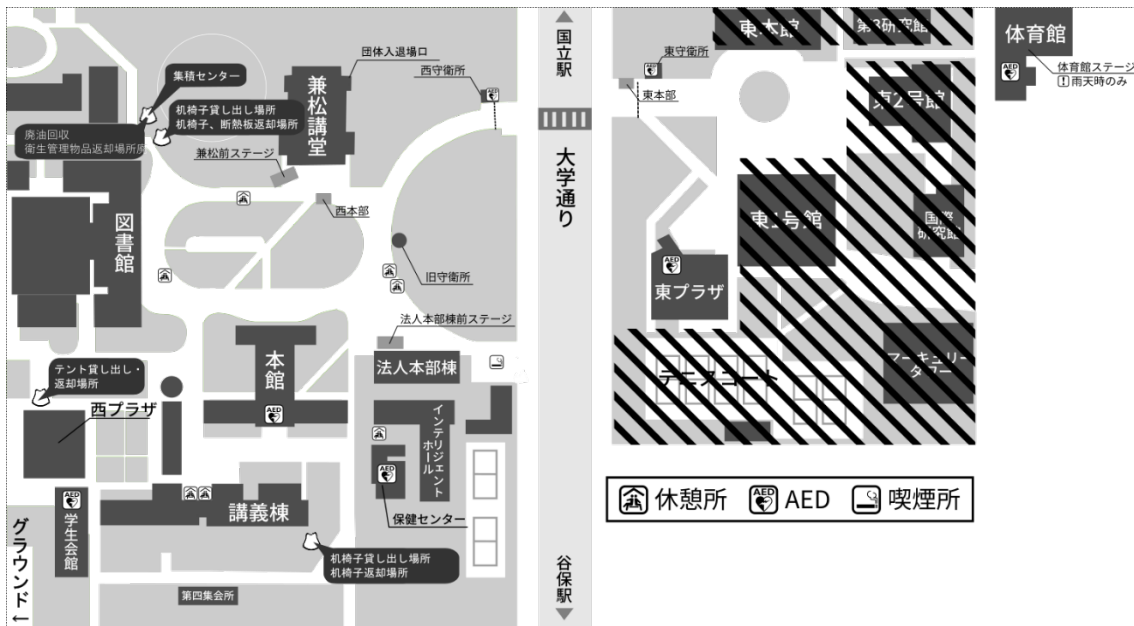 集積センター
机椅子貸し出し場所
机椅子、断熱板返却場所
廃油回収
衛生管理物品返却場所
兼松講堂
団体入退場口
西守衛所
兼松前ステージ
西本部
図書館
旧守衛所
法人本部棟前ステージ
法人本部棟
本館
AED
テント貸し出し・
返却場所
西プラザ
インテリジェント
ホール
AED
保健センター
AED
学生会館
講義棟
机椅子貸し出し場所
机椅子返却場所
第四集会所
グラウンド←
国立駅
大学通り
谷保駅
東本館
第3研究館
東守衛所
東本部
東2号館
東1号館
国際
研究館
AED
東プラザ
テニスコート
マーキュリー
タワー
体育館
AED
体育館ステージ
雨天時のみ
休憩所 AED 喫煙所